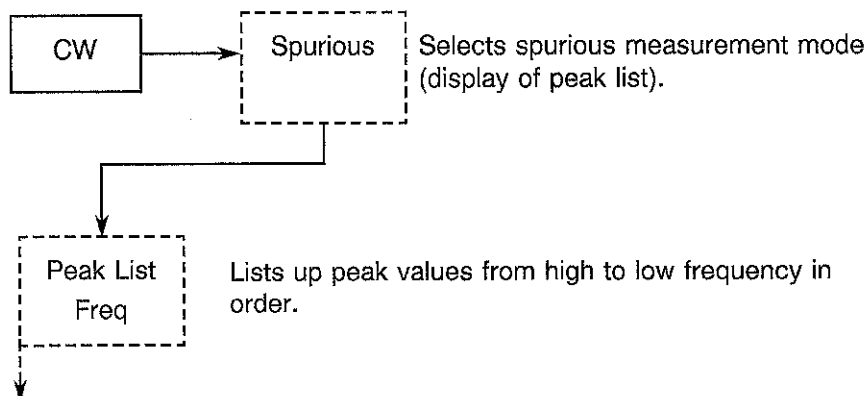 CW
Spurious
Selects spurious measurement mode
(display of peak list).
Peak List
Freq
Lists up peak values from high to low frequency in
order.